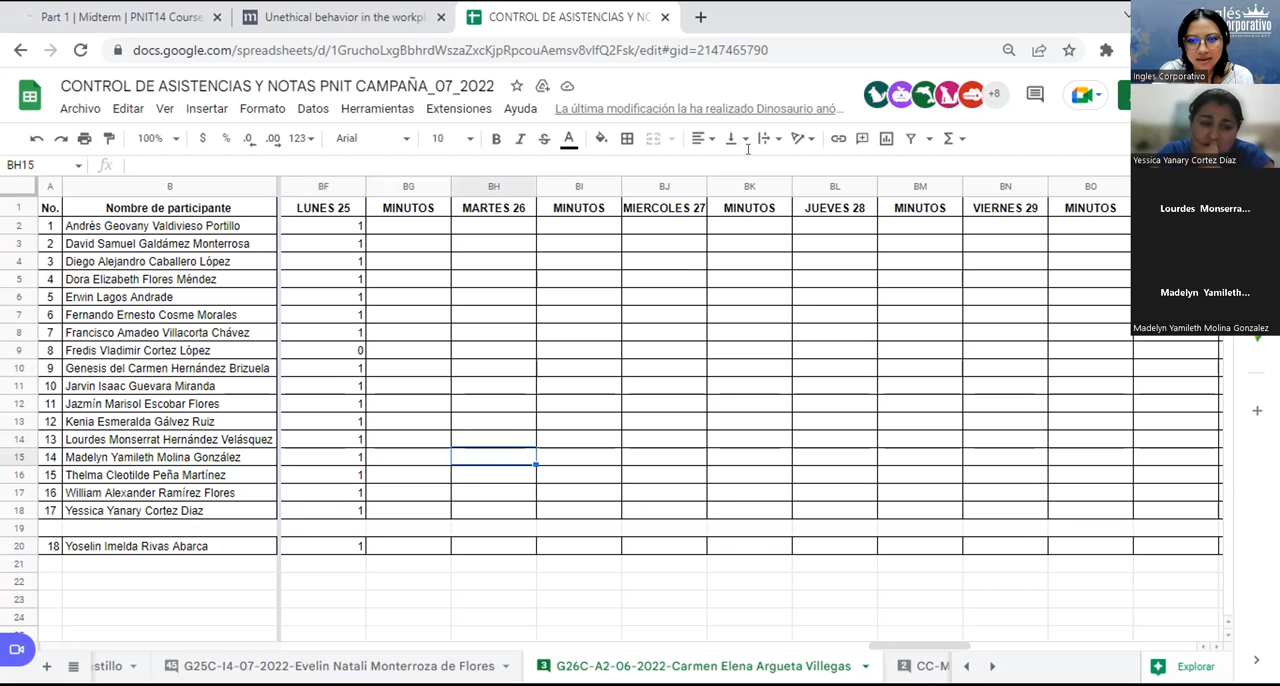 Part 1 | Midterm | PNIT14 Course
Unethical behavior in the workpl
CONTROL DE ASISTENCIAS Y NO
docs.google.com/spreadsheets/d/1GruchoLxgBbhrdWszaZxcKjpRpcouAemsv8vlfQ2Fsk/edit#gid=2147465790
CONTROL DE ASISTENCIAS Y NOTAS PNIT CAMPAÑA_07_2022
Archivo Editar Ver Insertar Formato Datos Herramientas Extensiones Ayuda La última modificación la ha realizado Dinosaurio anó...
+8
100% $ % .0 .00 123 Arial 10 B I S A
BH15 fx
A B BF BG BH BI BJ BK BL BM BN BO
1 No. Nombre de participante LUNES 25 MINUTOS MARTES 26 MINUTOS MIERCOLES 27 MINUTOS JUEVES 28 MINUTOS VIERNES 29 MINUTOS
2 1 Andrés Geovany Valdivieso Portillo 1
3 2 David Samuel Galdámez Monterrosa 1
4 3 Diego Alejandro Caballero López 1
5 4 Dora Elizabeth Flores Méndez 1
6 5 Erwin Lagos Andrade 1
7 6 Fernando Ernesto Cosme Morales 1
8 7 Francisco Amadeo Villacorta Chávez 1
9 8 Fredis Vladimir Cortez López 0
10 9 Genesis del Carmen Hernández Brizuela 1
11 10 Jarvin Isaac Guevara Miranda 1
12 11 Jazmín Marisol Escobar Flores 1
13 12 Kenia Esmeralda Gálvez Ruiz 1
14 13 Lourdes Monserrat Hernández Velásquez 1
15 14 Madelyn Yamileth Molina González 1
16 15 Thelma Cleotilde Peña Martínez 1
17 16 William Alexander Ramírez Flores 1
18 17 Yessica Yanary Cortez Diaz 1
19
20 18 Yoselin Imelda Rivas Abarca 1
21
22
23
24
stillo 45 G25C-I4-07-2022-Evelin Natali Monterroza de Flores 3 G26C-A2-06-2022-Carmen Elena Argueta Villegas 2 CC-M Explorar
Ingles Corporativo
Yessica Yanary Cortez Díaz
Lourdes Monserra...
Madelyn Yamileth...
Madelyn Yamileth Molina Gonzalez